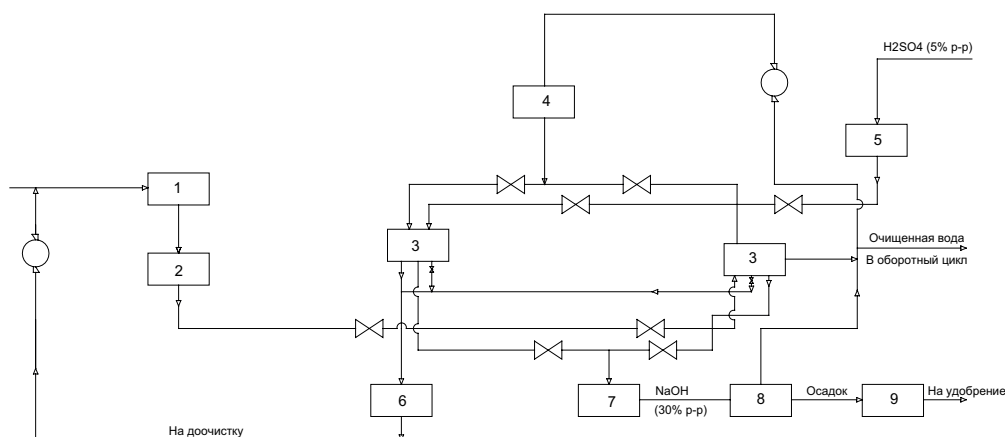 H2SO4 (5% р-р)
4
5
1
3
Очищенная вода
2
3
В оборотный цикл
NaOH
Осадок
На удобрение
6
7
8
9
(30% р-р)
На доочистку